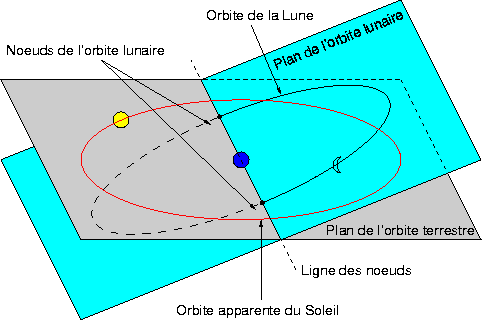 Orbite de la Lune
Plan de l'orbite lunaire
Noeuds de l'orbite lunaire
Plan de l'orbite terrestre
Ligne des noeuds
Orbite apparente du Soleil